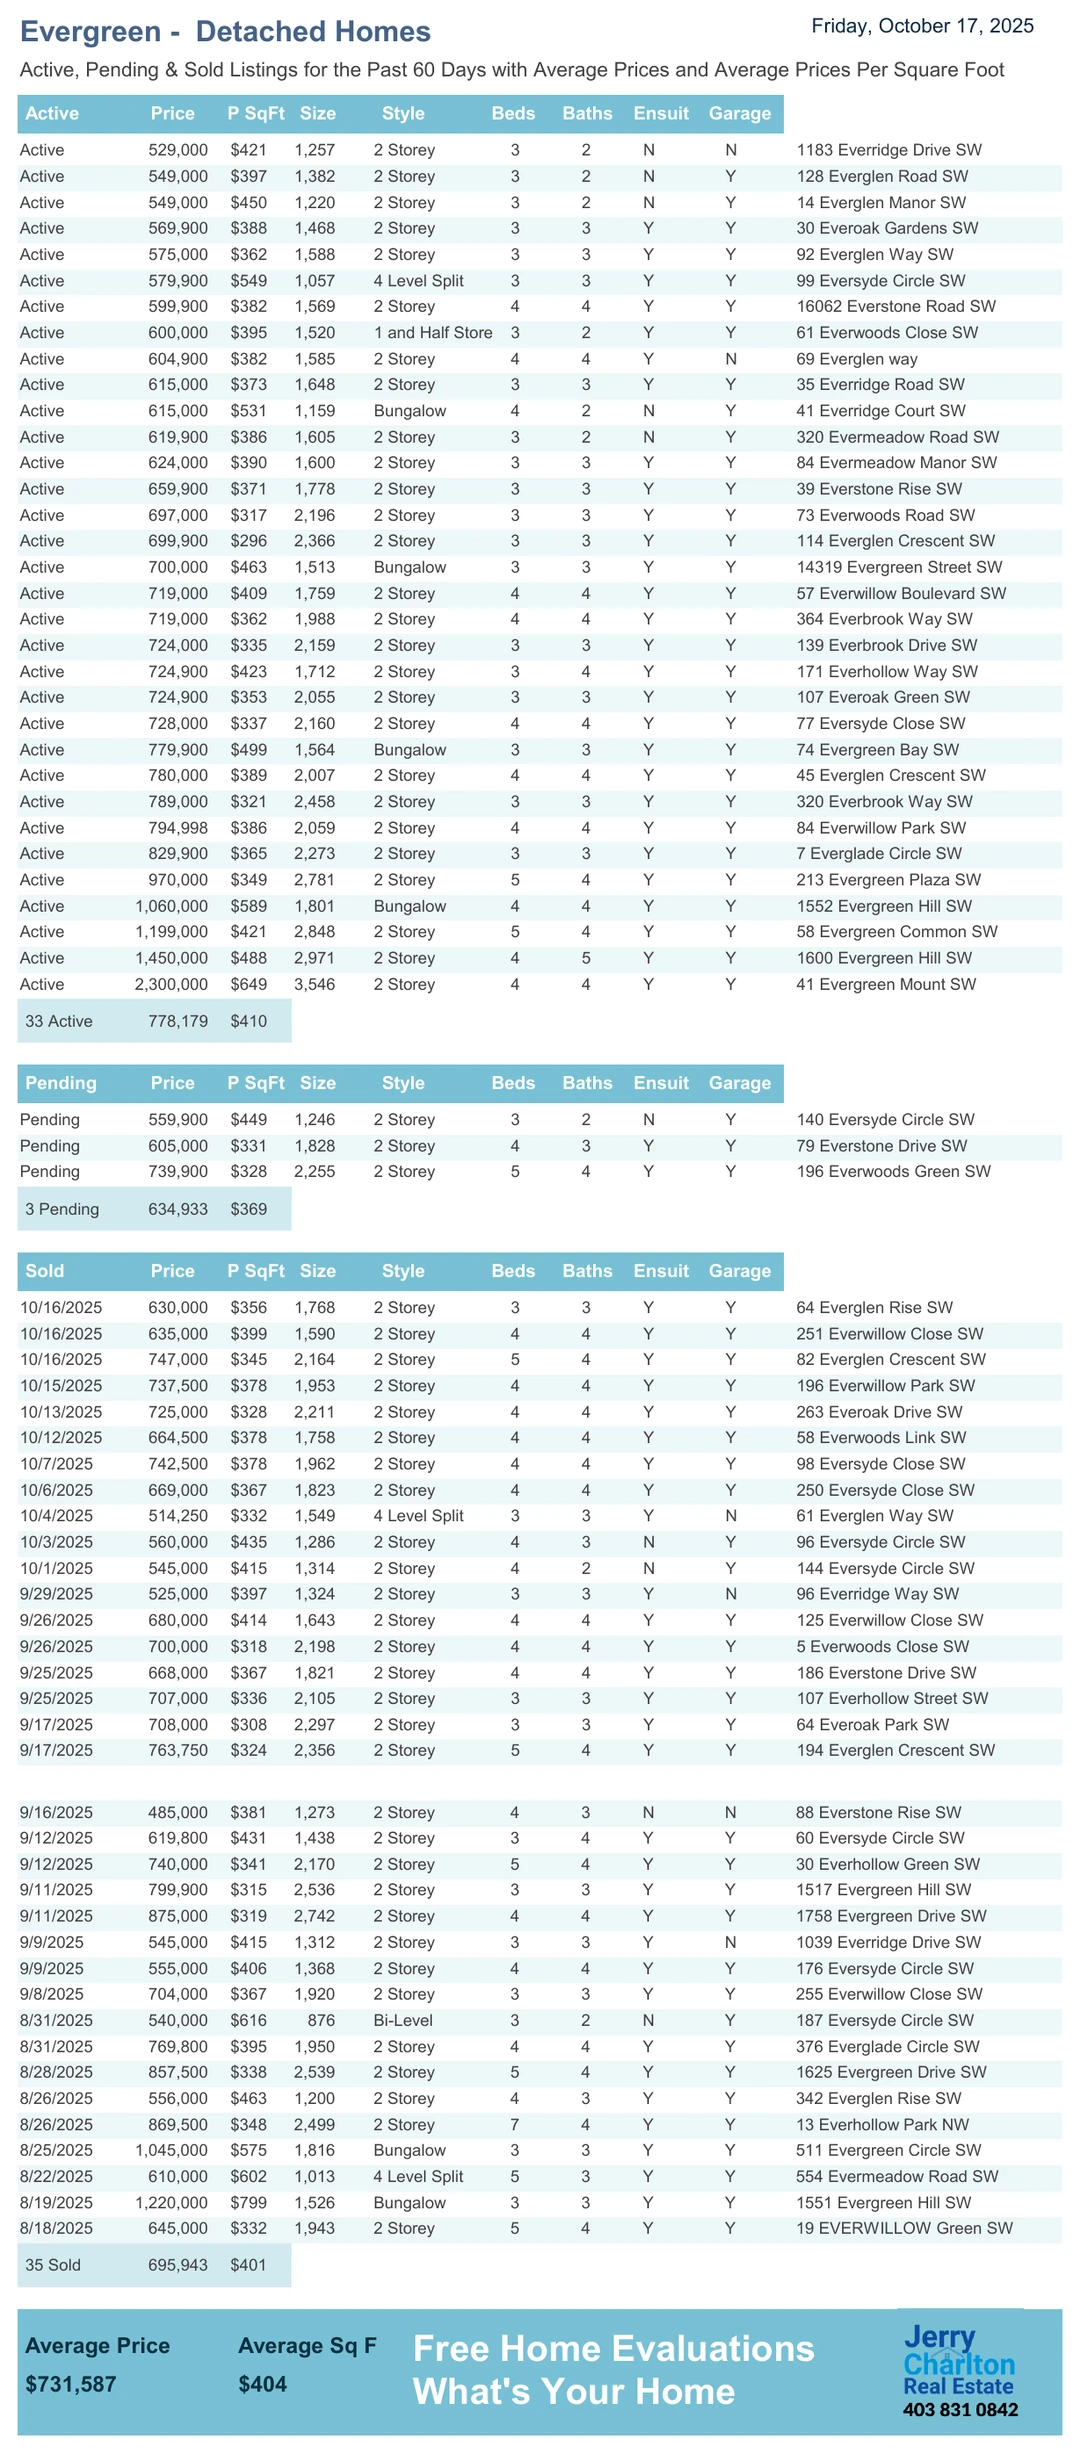 Evergreen -  Detached Homes
Friday, October 17, 2025
Active, Pending & Sold Listings for the Past 60 Days with Average Prices and Average Prices Per Square Foot
Active Price P SqFt Size Style Beds Baths Ensuit Garage
Active 529,000 $421 1,257 2 Storey 3 2 N N 1183 Everridge Drive SW
Active 549,000 $397 1,382 2 Storey 3 2 N Y 128 Everglen Road SW
Active 549,000 $450 1,220 2 Storey 3 2 N Y 14 Everglen Manor SW
Active 569,900 $388 1,468 2 Storey 3 3 Y Y 30 Everoak Gardens SW
Active 575,000 $362 1,588 2 Storey 3 3 Y Y 92 Everglen Way SW
Active 579,900 $549 1,057 4 Level Split 3 3 Y Y 99 Eversyde Circle SW
Active 599,900 $382 1,569 2 Storey 4 4 Y Y 16062 Everstone Road SW
Active 600,000 $395 1,520 1 and Half Store 3 2 Y Y 61 Everwoods Close SW
Active 604,900 $382 1,585 2 Storey 4 4 Y N 69 Everglen way
Active 615,000 $373 1,648 2 Storey 3 3 Y Y 35 Everridge Road SW
Active 615,000 $531 1,159 Bungalow 4 2 N Y 41 Everridge Court SW
Active 619,900 $386 1,605 2 Storey 3 2 N Y 320 Evermeadow Road SW
Active 624,000 $390 1,600 2 Storey 3 3 Y Y 84 Evermeadow Manor SW
Active 659,900 $371 1,778 2 Storey 3 3 Y Y 39 Everstone Rise SW
Active 697,000 $317 2,196 2 Storey 3 3 Y Y 73 Everwoods Road SW
Active 699,900 $296 2,366 2 Storey 3 3 Y Y 114 Everglen Crescent SW
Active 700,000 $463 1,513 Bungalow 3 3 Y Y 14319 Evergreen Street SW
Active 719,000 $409 1,759 2 Storey 4 4 Y Y 57 Everwillow Boulevard SW
Active 719,000 $362 1,988 2 Storey 4 4 Y Y 364 Everbrook Way SW
Active 724,000 $335 2,159 2 Storey 3 3 Y Y 139 Everbrook Drive SW
Active 724,900 $423 1,712 2 Storey 3 4 Y Y 171 Everhollow Way SW
Active 724,900 $353 2,055 2 Storey 3 3 Y Y 107 Everoak Green SW
Active 728,000 $337 2,160 2 Storey 4 4 Y Y 77 Eversyde Close SW
Active 779,900 $499 1,564 Bungalow 3 3 Y Y 74 Evergreen Bay SW
Active 780,000 $389 2,007 2 Storey 4 4 Y Y 45 Everglen Crescent SW
Active 789,000 $321 2,458 2 Storey 3 3 Y Y 320 Everbrook Way SW
Active 794,998 $386 2,059 2 Storey 4 4 Y Y 84 Everwillow Park SW
Active 829,900 $365 2,273 2 Storey 3 3 Y Y 7 Everglade Circle SW
Active 970,000 $349 2,781 2 Storey 5 4 Y Y 213 Evergreen Plaza SW
Active 1,060,000 $589 1,801 Bungalow 4 4 Y Y 1552 Evergreen Hill SW
Active 1,199,000 $421 2,848 2 Storey 5 4 Y Y 58 Evergreen Common SW
Active 1,450,000 $488 2,971 2 Storey 4 5 Y Y 1600 Evergreen Hill SW
Active 2,300,000 $649 3,546 2 Storey 4 4 Y Y 41 Evergreen Mount SW
33 Active 778,179 $410
Pending Price P SqFt Size Style Beds Baths Ensuit Garage
Pending 559,900 $449 1,246 2 Storey 3 2 N Y 140 Eversyde Circle SW
Pending 605,000 $331 1,828 2 Storey 4 3 Y Y 79 Everstone Drive SW
Pending 739,900 $328 2,255 2 Storey 5 4 Y Y 196 Everwoods Green SW
3 Pending 634,933 $369
Sold Price P SqFt Size Style Beds Baths Ensuit Garage
10/16/2025 630,000 $356 1,768 2 Storey 3 3 Y Y 64 Everglen Rise SW
10/16/2025 635,000 $399 1,590 2 Storey 4 4 Y Y 251 Everwillow Close SW
10/16/2025 747,000 $345 2,164 2 Storey 5 4 Y Y 82 Everglen Crescent SW
10/15/2025 737,500 $378 1,953 2 Storey 4 4 Y Y 196 Everwillow Park SW
10/13/2025 725,000 $328 2,211 2 Storey 4 4 Y Y 263 Everoak Drive SW
10/12/2025 664,500 $378 1,758 2 Storey 4 4 Y Y 58 Everwoods Link SW
10/7/2025 742,500 $378 1,962 2 Storey 4 4 Y Y 98 Eversyde Close SW
10/6/2025 669,000 $367 1,823 2 Storey 4 4 Y Y 250 Eversyde Close SW
10/4/2025 514,250 $332 1,549 4 Level Split 3 3 Y N 61 Everglen Way SW
10/3/2025 560,000 $435 1,286 2 Storey 4 3 N Y 96 Eversyde Circle SW
10/1/2025 545,000 $415 1,314 2 Storey 4 2 N Y 144 Eversyde Circle SW
9/29/2025 525,000 $397 1,324 2 Storey 3 3 Y N 96 Everridge Way SW
9/26/2025 680,000 $414 1,643 2 Storey 4 4 Y Y 125 Everwillow Close SW
9/26/2025 700,000 $318 2,198 2 Storey 4 4 Y Y 5 Everwoods Close SW
9/25/2025 668,000 $367 1,821 2 Storey 4 4 Y Y 186 Everstone Drive SW
9/25/2025 707,000 $336 2,105 2 Storey 3 3 Y Y 107 Everhollow Street SW
9/17/2025 708,000 $308 2,297 2 Storey 3 3 Y Y 64 Everoak Park SW
9/17/2025 763,750 $324 2,356 2 Storey 5 4 Y Y 194 Everglen Crescent SW
9/16/2025 485,000 $381 1,273 2 Storey 4 3 N N 88 Everstone Rise SW
9/12/2025 619,800 $431 1,438 2 Storey 3 4 Y Y 60 Eversyde Circle SW
9/12/2025 740,000 $341 2,170 2 Storey 5 4 Y Y 30 Everhollow Green SW
9/11/2025 799,900 $315 2,536 2 Storey 3 3 Y Y 1517 Evergreen Hill SW
9/11/2025 875,000 $319 2,742 2 Storey 4 4 Y Y 1758 Evergreen Drive SW
9/9/2025 545,000 $415 1,312 2 Storey 3 3 Y N 1039 Everridge Drive SW
9/9/2025 555,000 $406 1,368 2 Storey 4 4 Y Y 176 Eversyde Circle SW
9/8/2025 704,000 $367 1,920 2 Storey 3 3 Y Y 255 Everwillow Close SW
8/31/2025 540,000 $616 876 Bi-Level 3 2 N Y 187 Eversyde Circle SW
8/31/2025 769,800 $395 1,950 2 Storey 4 4 Y Y 376 Everglade Circle SW
8/28/2025 857,500 $338 2,539 2 Storey 5 4 Y Y 1625 Evergreen Drive SW
8/26/2025 556,000 $463 1,200 2 Storey 4 3 Y Y 342 Everglen Rise SW
8/26/2025 869,500 $348 2,499 2 Storey 7 4 Y Y 13 Everhollow Park NW
8/25/2025 1,045,000 $575 1,816 Bungalow 3 3 Y Y 511 Evergreen Circle SW
8/22/2025 610,000 $602 1,013 4 Level Split 5 3 Y Y 554 Evermeadow Road SW
8/19/2025 1,220,000 $799 1,526 Bungalow 3 3 Y Y 1551 Evergreen Hill SW
8/18/2025 645,000 $332 1,943 2 Storey 5 4 Y Y 19 EVERWILLOW Green SW
35 Sold 695,943 $401
Average Price Average Sq F
$731,587 $404
Free Home Evaluations
What's Your Home
Jerry
Charlton
Real Estate
403 831 0842